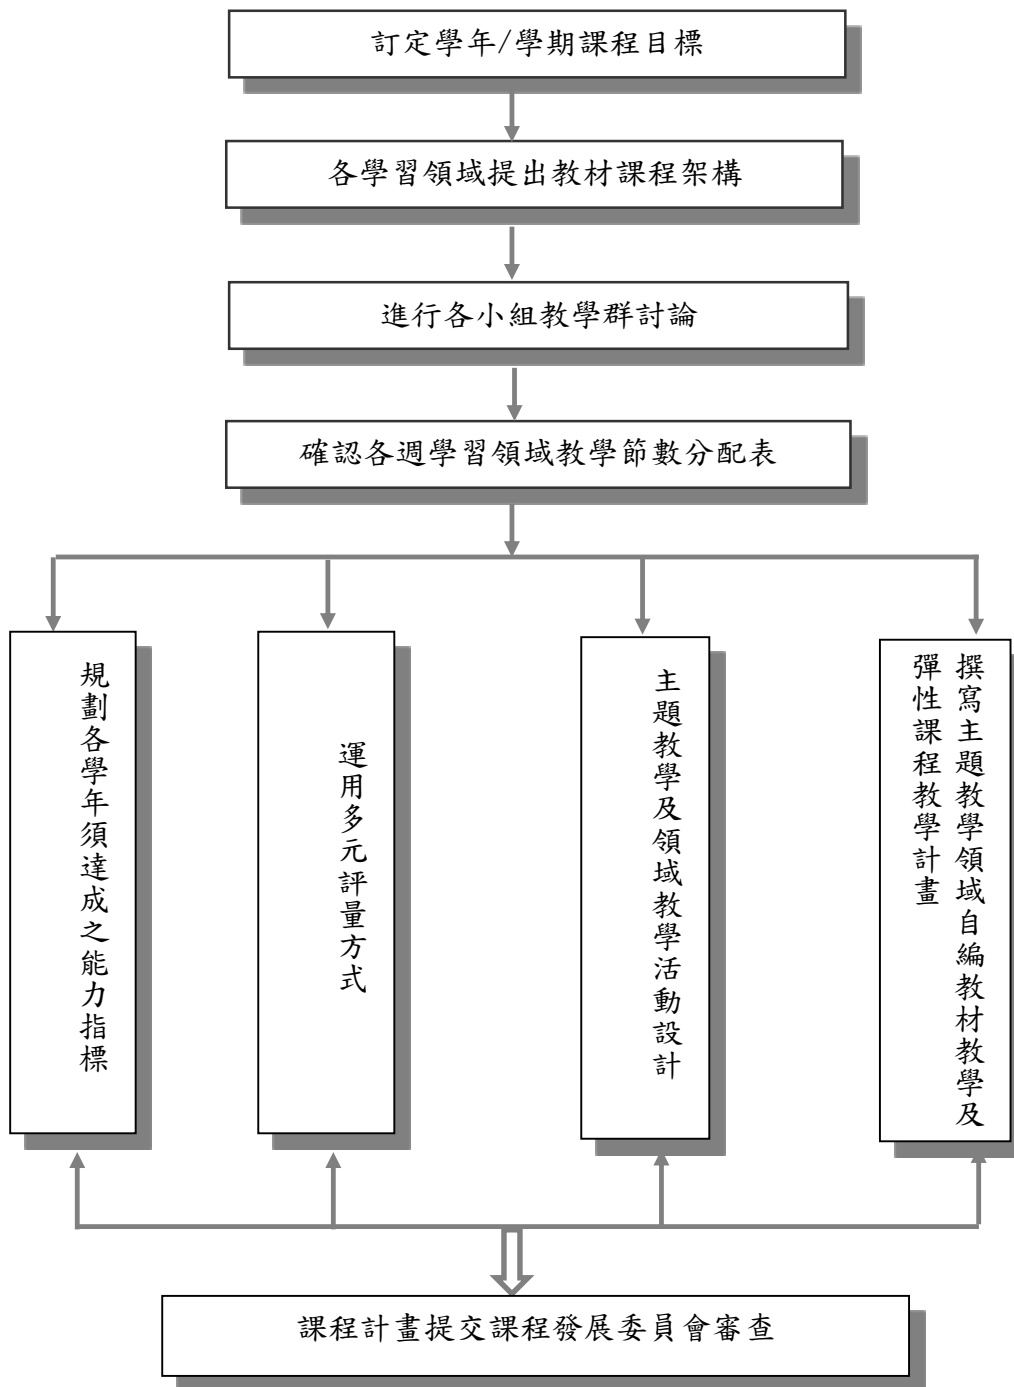 訂定學年/學期課程目標
各學習領域提出教材課程架構
進行各小組教學群討論
確認各週學習領域教學節數分配表
規劃各學年須達成之能力指標
運用多元評量方式
主題教學及領域教學活動設計
撰寫主題教學領域自編教材教學及
彈性課程教學計畫
課程計畫提交課程發展委員會審查